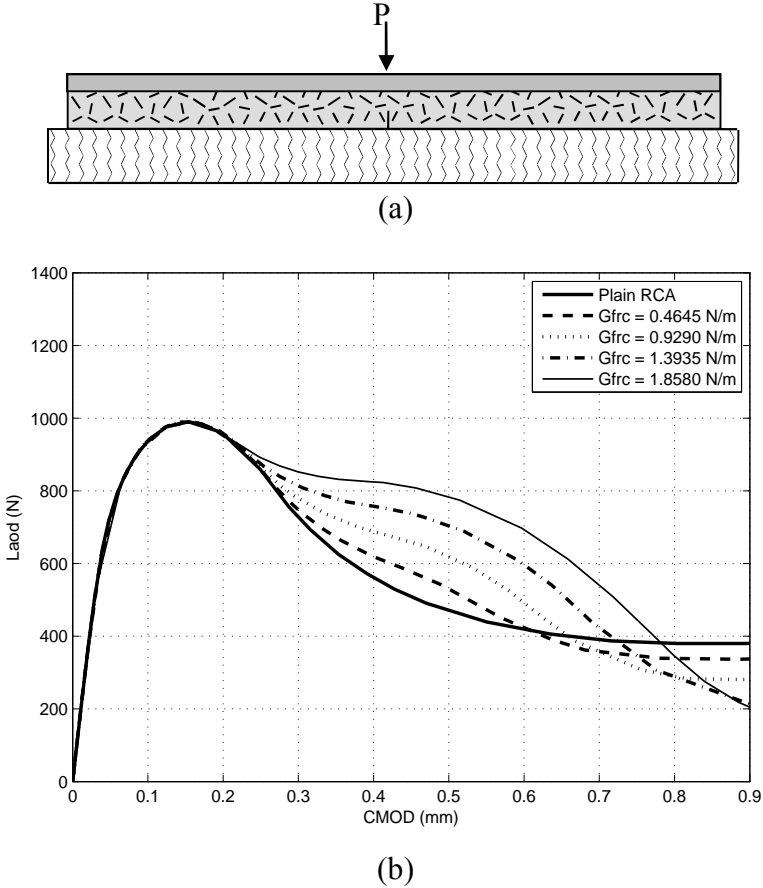 P
(a)
1400
1200
1000
800
600
400
200
0
Laod (N)
Plain RCA
Gfrc = 0.4645 N/m
Gfrc = 0.9290 N/m
Gfrc = 1.3935 N/m
Gfrc = 1.8580 N/m
0 0.1 0.2 0.3 0.4 0.5 0.6 0.7 0.8 0.9
CMOD (mm)
(b)